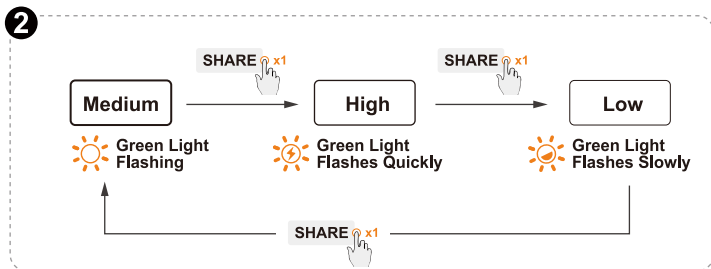 2
SHARE x1
SHARE x1
Medium
High
Low
Green Light
Flashing
Green Light
Flashes Quickly
Green Light
Flashes Slowly
SHARE x1